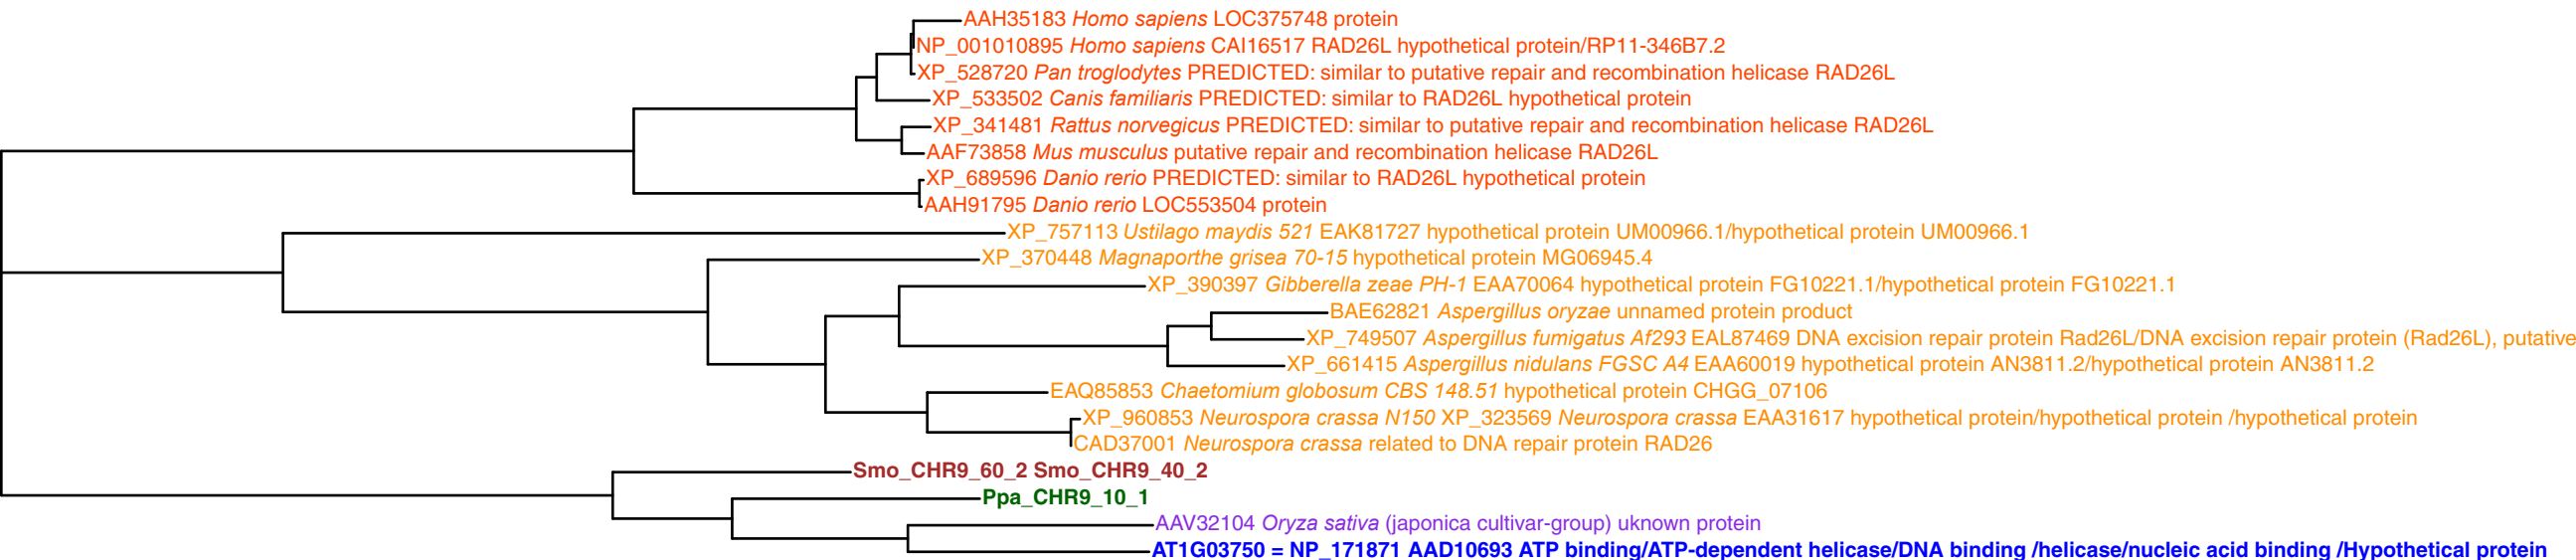 AAH35183 Homo sapiens LOC375748 protein
NP_001010895 Homo sapiens CAI16517 RAD26L hypothetical protein/RP11-346B7.2
XP_528720 Pan troglodytes PREDICTED: similar to putative repair and recombination helicase RAD26L
XP_533502 Canis familiaris PREDICTED: similar to RAD26L hypothetical protein
XP_341481 Rattus norvegicus PREDICTED: similar to putative repair and recombination helicase RAD26L
AAF73858 Mus musculus putative repair and recombination helicase RAD26L
XP_689596 Danio rerio PREDICTED: similar to RAD26L hypothetical protein
AAH91795 Danio rerio LOC553504 protein
XP_757113 Ustilago maydis 521 EAK81727 hypothetical protein UM00966.1/hypothetical protein UM00966.1
XP_370448 Magnaporthe grisea 70-15 hypothetical protein MG06945.4
XP_390397 Gibberella zeae PH-1 EAA70064 hypothetical protein FG10221.1/hypothetical protein FG10221.1
BAE62821 Aspergillus oryzae unnamed protein product
XP_749507 Aspergillus fumigatus Af293 EAL87469 DNA excision repair protein Rad26L/DNA excision repair protein (Rad26L), putative
XP_661415 Aspergillus nidulans FGSC A4 EAA60019 hypothetical protein AN3811.2/hypothetical protein AN3811.2
EAQ85853 Chaetomium globosum CBS 148.51 hypothetical protein CHGG_07106
XP_960853 Neurospora crassa N150 XP_323569 Neurospora crassa EAA31617 hypothetical protein/hypothetical protein /hypothetical protein
CAD37001 Neurospora crassa related to DNA repair protein RAD26
Smo_CHR9_60_2 Smo_CHR9_40_2
Ppa_CHR9_10_1
AAV32104 Oryza sativa (japonica cultivar-group) uknown protein
AT1G03750 = NP_171871 AAD10693 ATP binding/ATP-dependent helicase/DNA binding /helicase/nucleic acid binding /Hypothetical protein